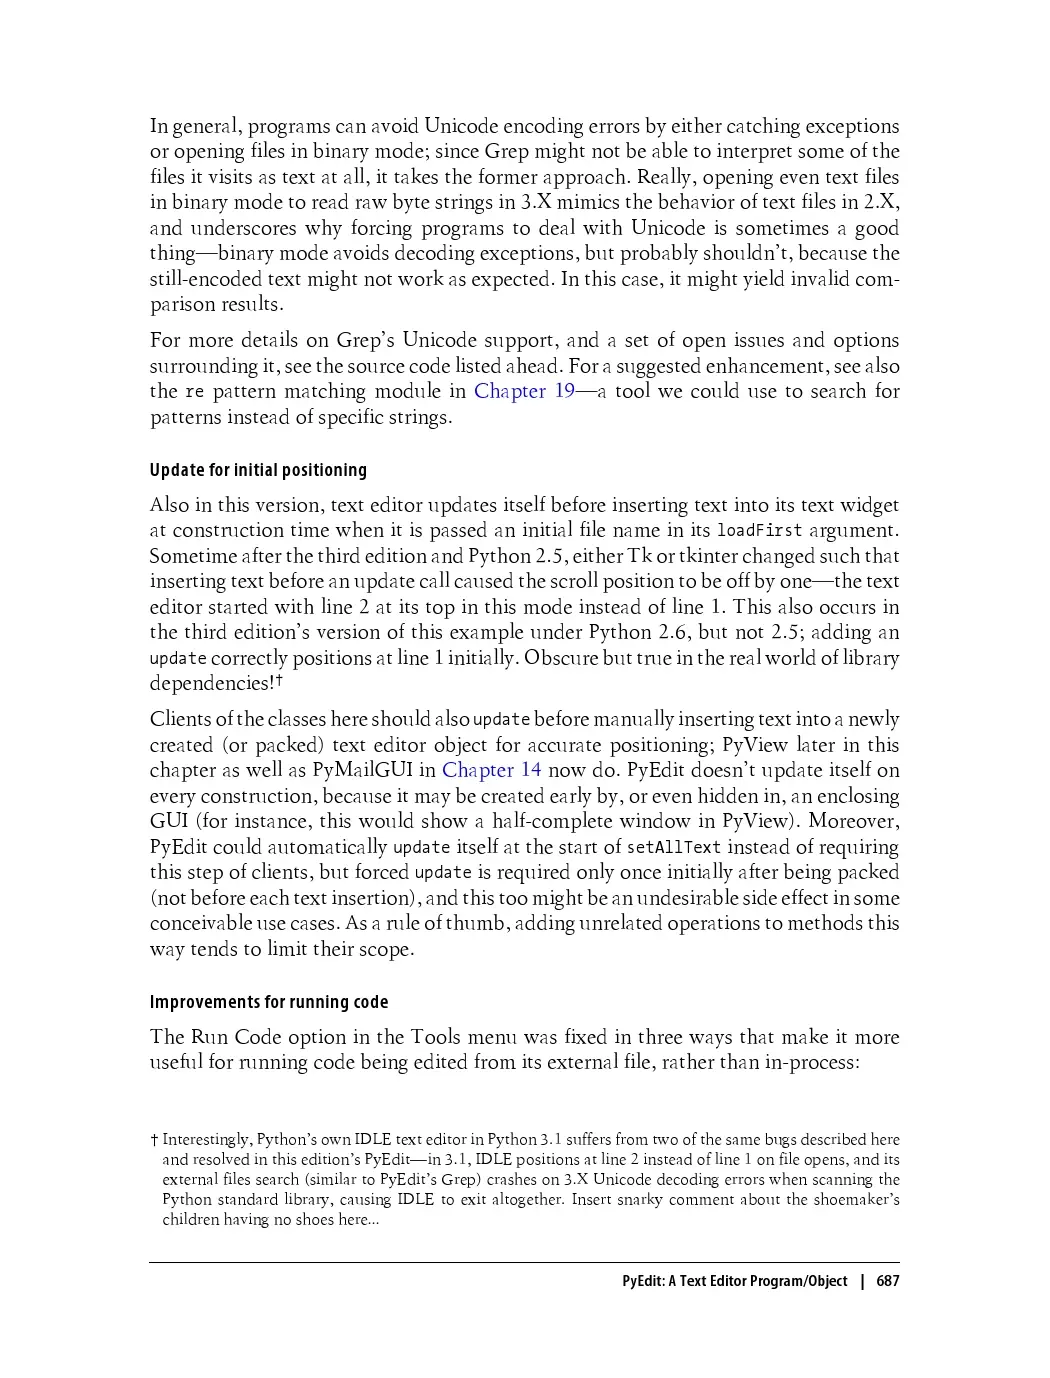 In general, programs can avoid Unicode encoding errors by either catching exceptions
or opening files in binary mode; since Grep might not be able to interpret some of the
files it visits as text at all, it takes the former approach. Really, opening even text files
in binary mode to read raw byte strings in 3.X mimics the behavior of text files in 2.X,
and underscores why forcing programs to deal with Unicode is sometimes a good
thing—binary mode avoids decoding exceptions, but probably shouldn’t, because the
still-encoded text might not work as expected. In this case, it might yield invalid com-
parison results.
For more details on Grep’s Unicode support, and a set of open issues and options
surrounding it, see the source code listed ahead. For a suggested enhancement, see also
the re pattern matching module in Chapter 19—a tool we could use to search for
patterns instead of specific strings.
Update for initial positioning
Also in this version, text editor updates itself before inserting text into its text widget
at construction time when it is passed an initial file name in its loadFirst argument.
Sometime after the third edition and Python 2.5, either Tk or tkinter changed such that
inserting text before an update call caused the scroll position to be off by one—the text
editor started with line 2 at its top in this mode instead of line 1. This also occurs in
the third edition’s version of this example under Python 2.6, but not 2.5; adding an
update correctly positions at line 1 initially. Obscure but true in the real world of library
dependencies!†
Clients of the classes here should also update before manually inserting text into a newly
created (or packed) text editor object for accurate positioning; PyView later in this
chapter as well as PyMailGUI in Chapter 14 now do. PyEdit doesn’t update itself on
every construction, because it may be created early by, or even hidden in, an enclosing
GUI (for instance, this would show a half-complete window in PyView). Moreover,
PyEdit could automatically update itself at the start of setAllText instead of requiring
this step of clients, but forced update is required only once initially after being packed
(not before each text insertion), and this too might be an undesirable side effect in some
conceivable use cases. As a rule of thumb, adding unrelated operations to methods this
way tends to limit their scope.
Improvements for running code
The Run Code option in the Tools menu was fixed in three ways that make it more
useful for running code being edited from its external file, rather than in-process:
† Interestingly, Python’s own IDLE text editor in Python 3.1 suffers from two of the same bugs described here
and resolved in this edition’s PyEdit—in 3.1, IDLE positions at line 2 instead of line 1 on file opens, and its
external files search (similar to PyEdit’s Grep) crashes on 3.X Unicode decoding errors when scanning the
Python standard library, causing IDLE to exit altogether. Insert snarky comment about the shoemaker’s
children having no shoes here...
PyEdit: A Text Editor Program/Object | 687